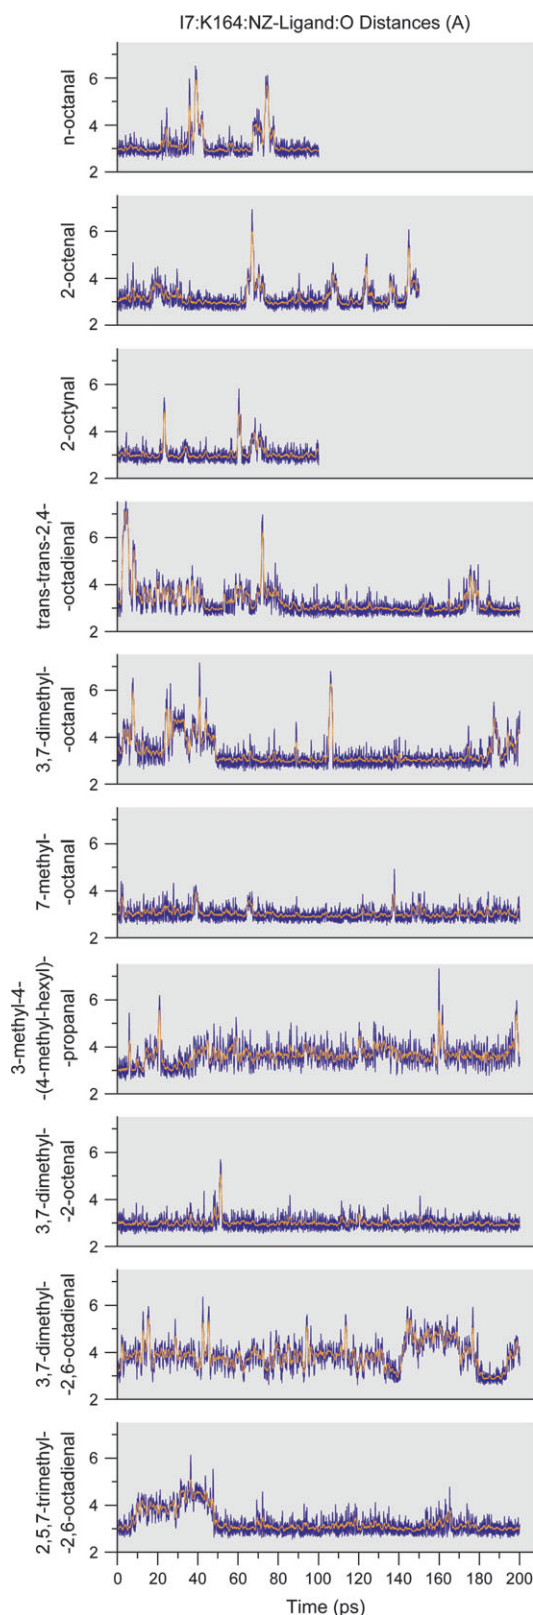 I7:K164:NZ-Ligand:O Distances (A)
n-octanal
6
4
2
2-octenal
6
4
2
2-octynal
6
4
2
trans-trans-2,4-
-octadienal
6
4
2
3,7-dimethyl-
-octanal
6
4
2
7-methyl-
-octanal
6
4
2
3-methyl-4-
-(4-methyl-hexyl)-
-propanal
6
4
2
3,7-dimethyl-
-2-octenal
6
4
2
3,7-dimethyl-
-2,6-octadienal
6
4
2
2,5,7-trimethyl-
-2,6-octadienal
6
4
2
0 20 40 60 80 100 120 140 160 180 200
Time (ps)